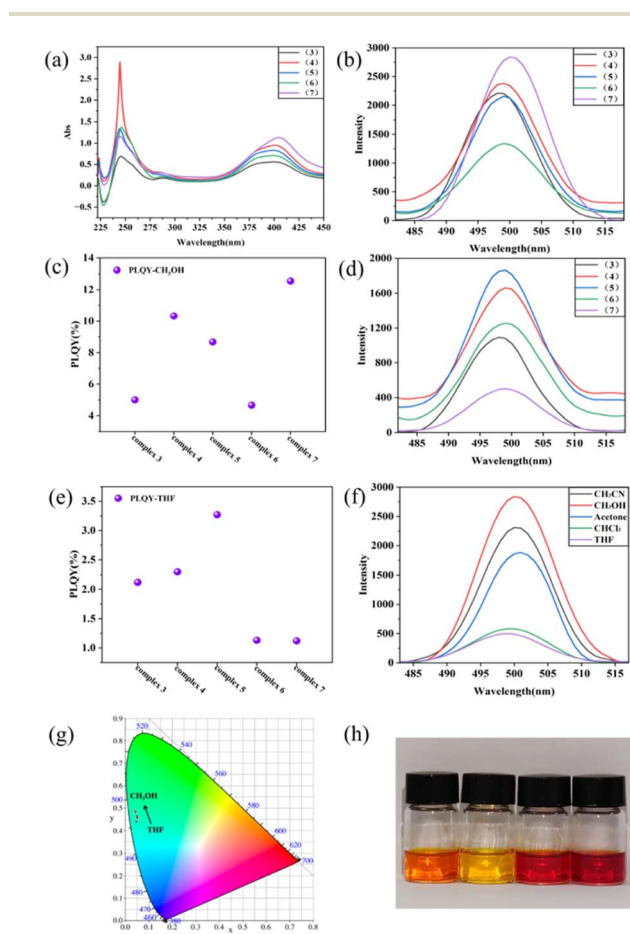 (a)
3.0
2.5
2.0
1.5
1.0
0.5
0.0
-0.5
Abs
225 250 275 300 325 350 375 400 425 450
Wavelength(nm)
(3)
(4)
(5)
(6)
(7)
(b)
3000
2500
2000
1500
1000
500
0
Intensity
485 490 495 500 505 510 515
Wavelength(nm)
(3)
(4)
(5)
(6)
(7)
(c)
14
12
10
8
6
4
PLQY(%)
PLQY-CH₃OH
complex 3 complex 4 complex 5 complex 6 complex 7
(d)
2000
1600
1200
800
400
0
Intensity
485 490 495 500 505 510 515
Wavelength(nm)
(3)
(4)
(5)
(6)
(7)
(e)
3.5
3.0
2.5
2.0
1.5
1.0
PLQY(%)
PLQY-THF
complex 3 complex 4 complex 5 complex 6 complex 7
(f)
3000
2500
2000
1500
1000
500
0
Intensity
485 490 495 500 505 510 515
Wavelength(nm)
CH₃CN
CH₃OH
Acetone
CHCl₃
THF
(g)
0.9
0.8
0.7
0.6
0.5
0.4
0.3
0.2
0.1
0.0
y
0.0 0.1 0.2 0.3 0.4 0.5 0.6 0.7 0.8
x
520
540
560
580
600
620
700
500
490
480
470
460
380
CH₃OH
THF
(h)